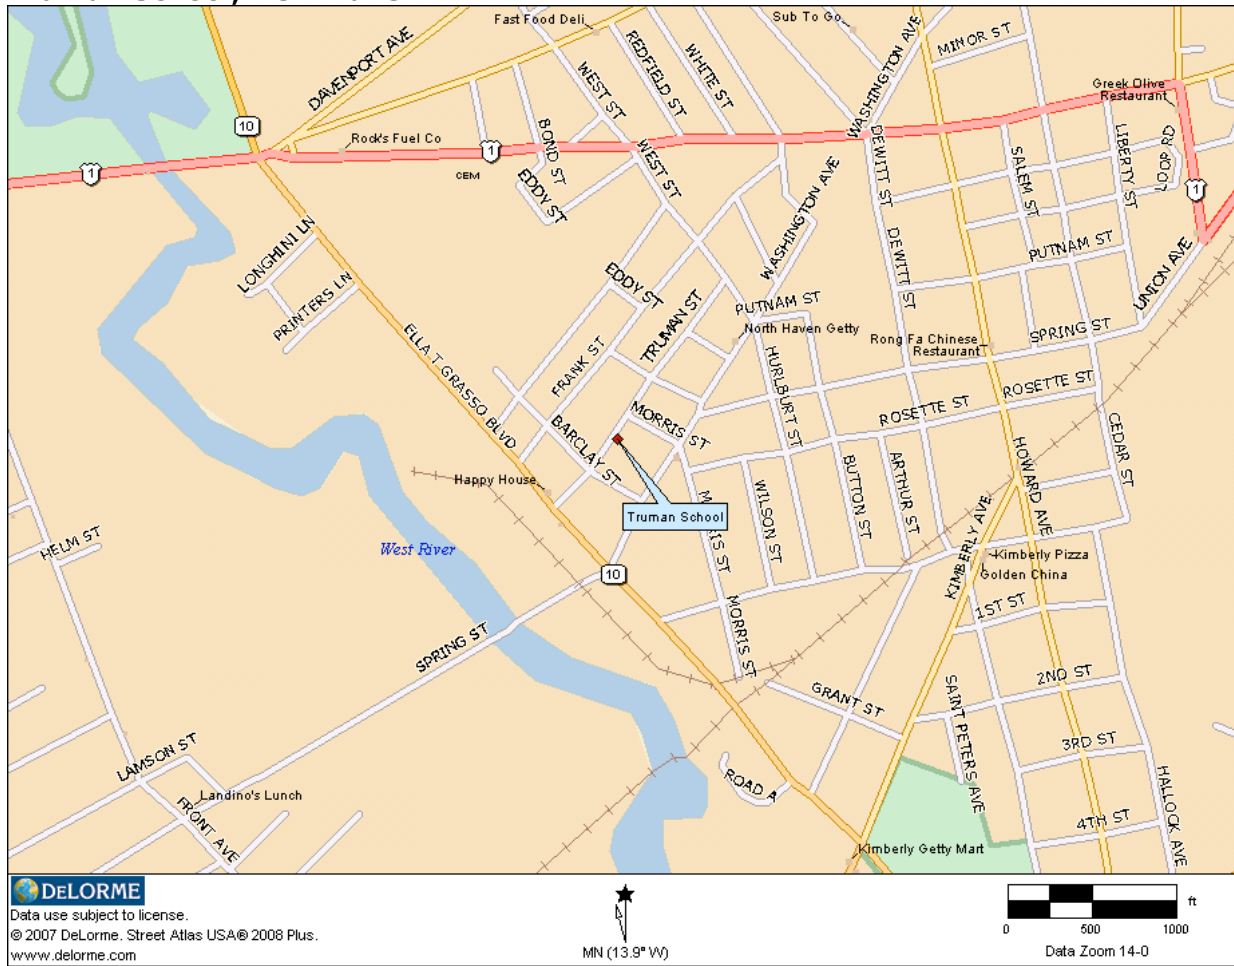 Fast Food Deli
Sub To Go
WASHINGTON AVE
MINOR ST
DAVENPORT AVE
REDFIELD ST
WHITE ST
WEST ST
Greek Olive
Restaurant
10
Rock's Fuel Co
1
BOND ST
1
CEM
EDDY ST
WEST ST
DEWITT ST
SALEM ST
LIBERTY ST
LOOP RD
1
WASHINGTON AVE
LONGHINI LN
PRINTERS LN
EDDY ST
TRUMAN ST
PUTNAM ST
DEWITT ST
PUTNAM ST
UNION AVE
North Haven Getty
Rong Fa Chinese
Restaurant
SPRING ST
ELLA T GRASSO BLVD
FRANK ST
HURLBURT ST
ROSETTE ST
ROSETTE ST
MORRIS ST
BARCLAY ST
CEDAR ST
HOWARD AVE
Happy House
BUTTON ST
ARTHUR ST
WILSON ST
MORRIS ST
Truman School
HELM ST
West River
KIMBERLY AVE
Kimberly Pizza
Golden China
10
1ST ST
MORRIS ST
SPRING ST
2ND ST
GRANT ST
SAINT PETERS AVE
3RD ST
LAMSON ST
ROAD A
HALLOCK AVE
Landino's Lunch
FRONT AVE
4TH ST
Kimberly Getty Mart
DELORME
Data use subject to license.
© 2007 DeLorme. Street Atlas USA® 2008 Plus.
www.delorme.com
MN (13.9° W)
ft
0 500 1000
Data Zoom 14-0